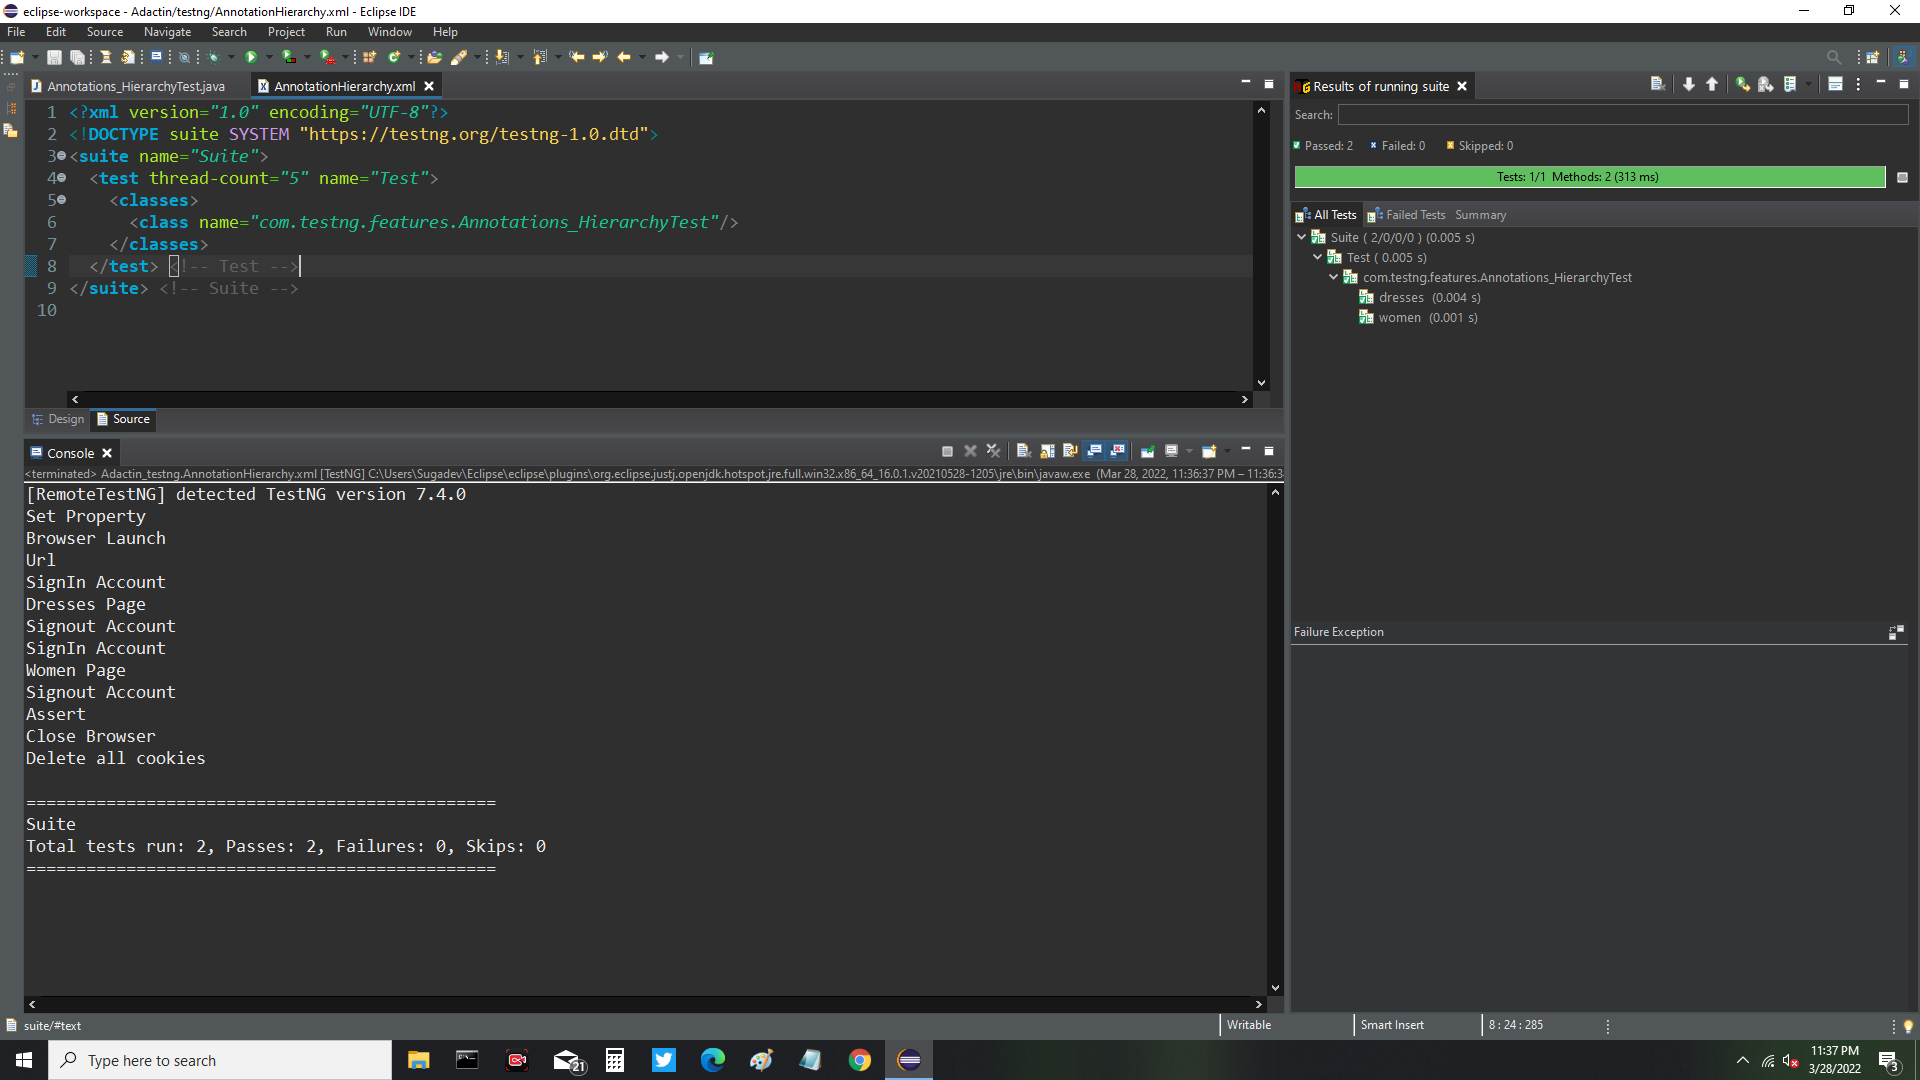 eclipse-workspace - Adactin/testng/AnnotationHierarchy.xml - Eclipse IDE
File Edit Source Navigate Search Project Run Window Help
Annotations_HierarchyTest.java
AnnotationHierarchy.xml
1 <?xml version="1.0" encoding="UTF-8"?>
2 <!DOCTYPE suite SYSTEM "https://testng.org/testng-1.0.dtd">
3 <suite name="Suite">
4 <test thread-count="5" name="Test">
5 <classes>
6 <class name="com.testng.features.Annotations_HierarchyTest"/>
7 </classes>
8 </test> <!-- Test -->
9 </suite> <!-- Suite -->
10
Design Source
Console
<terminated> Adactin_testng.AnnotationHierarchy.xml [TestNG] C:\Users\Sugadev\Eclipse\eclipse\plugins\org.eclipse.justj.openjdk.hotspot.jre.full.win32.x86_64_16.0.1.v20210528-1205\jre\bin\javaw.exe (Mar 28, 2022, 11:36:37 PM – 11:36:3
[RemoteTestNG] detected TestNG version 7.4.0
Set Property
Browser Launch
Url
SignIn Account
Dresses Page
Signout Account
SignIn Account
Women Page
Signout Account
Assert
Close Browser
Delete all cookies
===============================================
Suite
Total tests run: 2, Passes: 2, Failures: 0, Skips: 0
===============================================
Results of running suite
Search:
Passed: 2 Failed: 0 Skipped: 0
Tests: 1/1 Methods: 2 (313 ms)
All Tests Failed Tests Summary
Suite ( 2/0/0/0 ) (0.005 s)
Test ( 0.005 s)
com.testng.features.Annotations_HierarchyTest
dresses (0.004 s)
women (0.001 s)
Failure Exception
suite/#text
Writable
Smart Insert
8 : 24 : 285
Type here to search
21
11:37 PM
3/28/2022
3